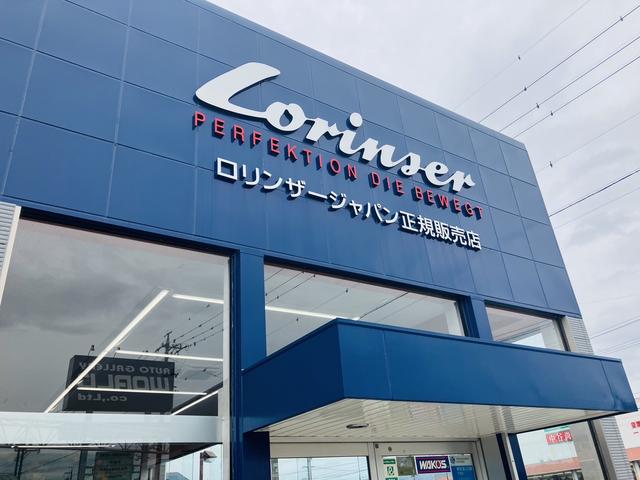 Lorinser
PERFEKTION DIE BEWEGT
ロリンザージャパン正規販売店
AUTO GALLERY
WORLD
co.,Ltd
WAKO'S